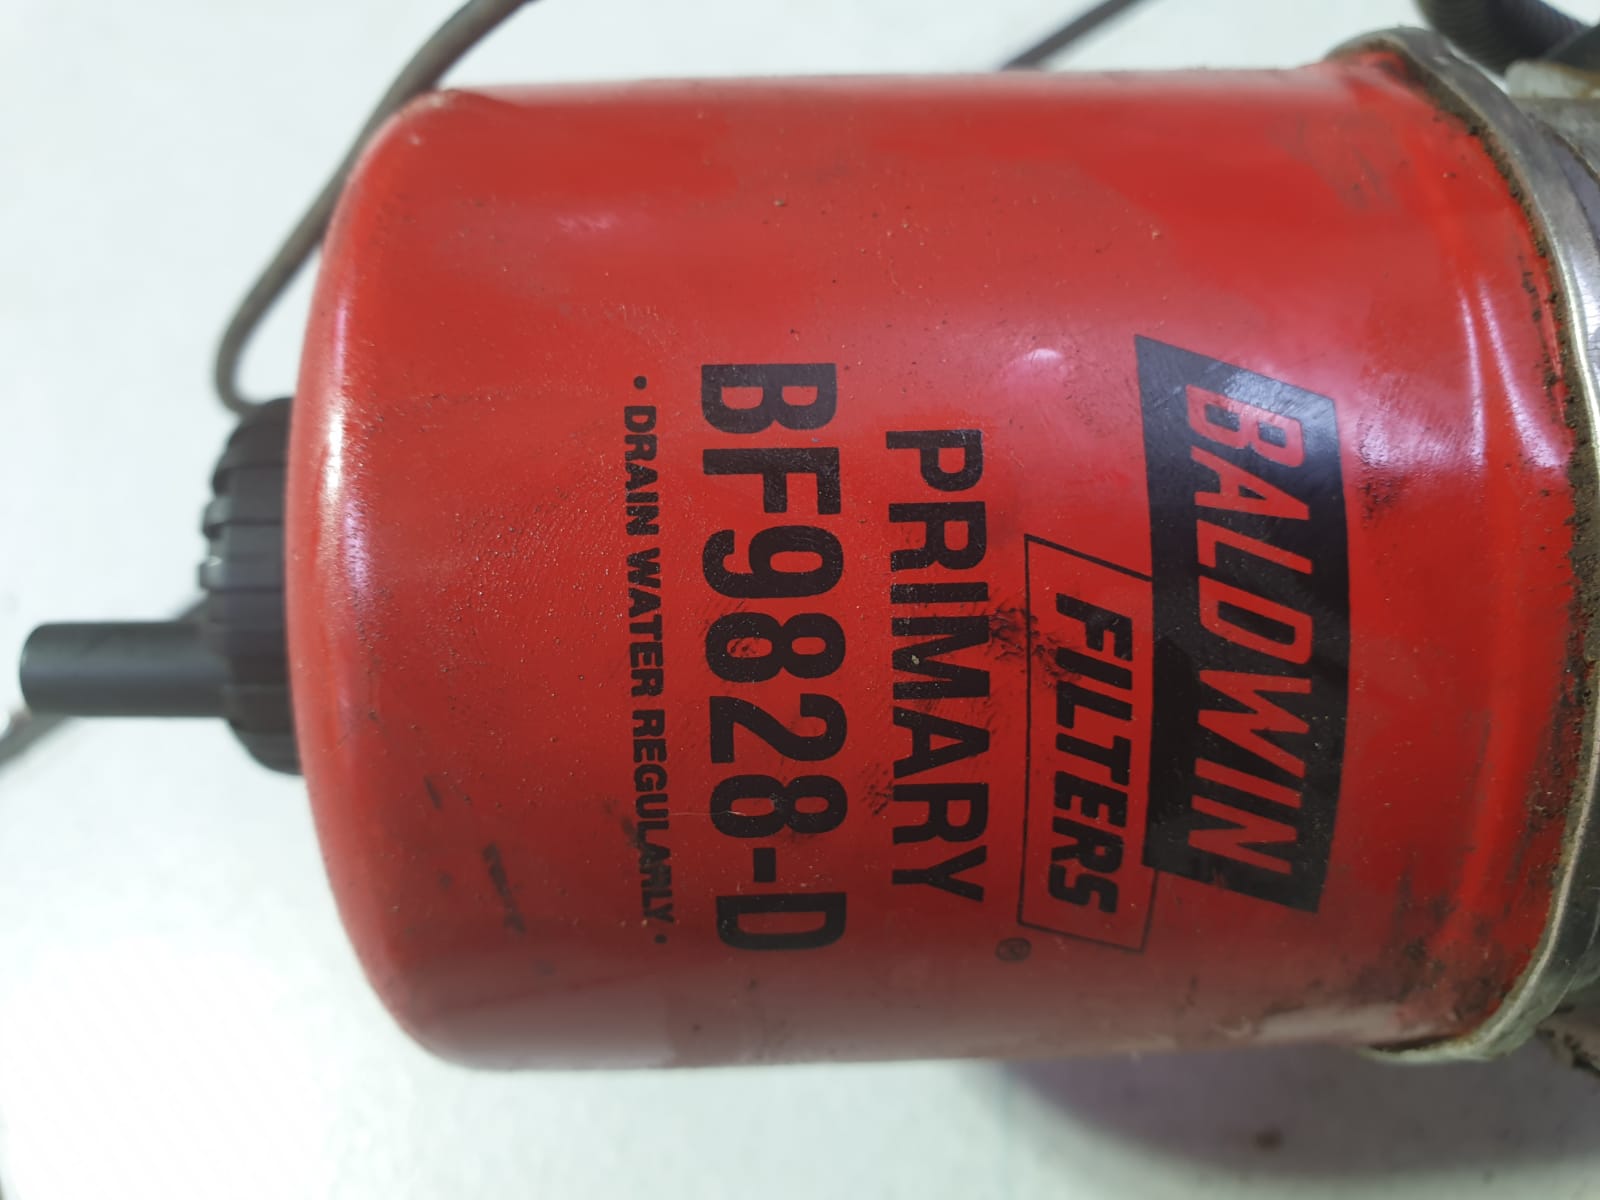 BALDWIN
FILTERS
®
PRIMARY
BF9828-D
• DRAIN WATER REGULARLY •